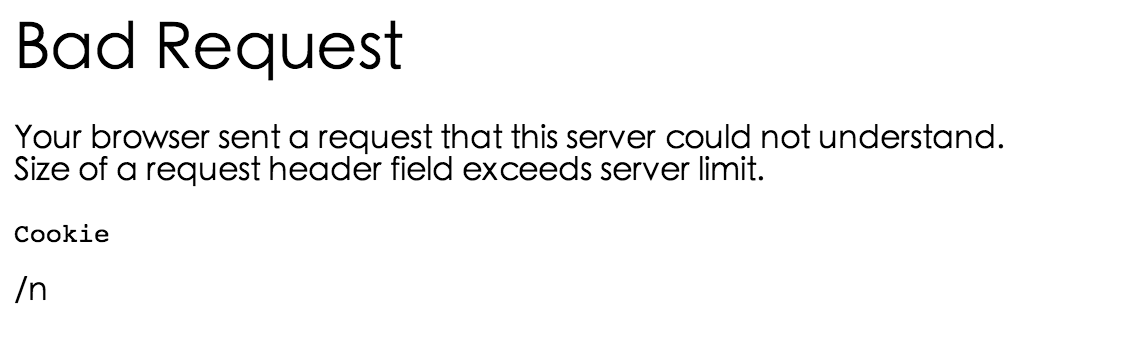 Bad Request
Your browser sent a request that this server could not understand.
Size of a request header field exceeds server limit.
Cookie
/n